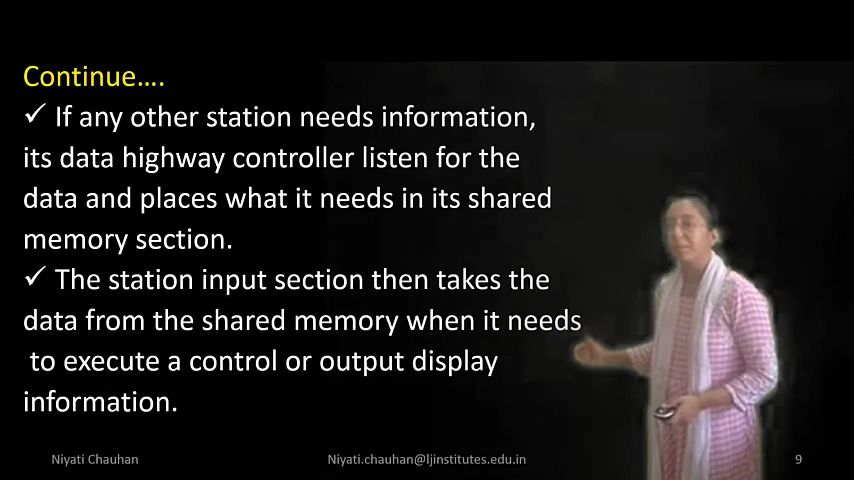 Continue….
✓ If any other station needs information,
its data highway controller listen for the
data and places what it needs in its shared
memory section.
✓ The station input section then takes the
data from the shared memory when it needs
to execute a control or output display
information.
Niyati Chauhan
Niyati.chauhan@ljinstitutes.edu.in
9